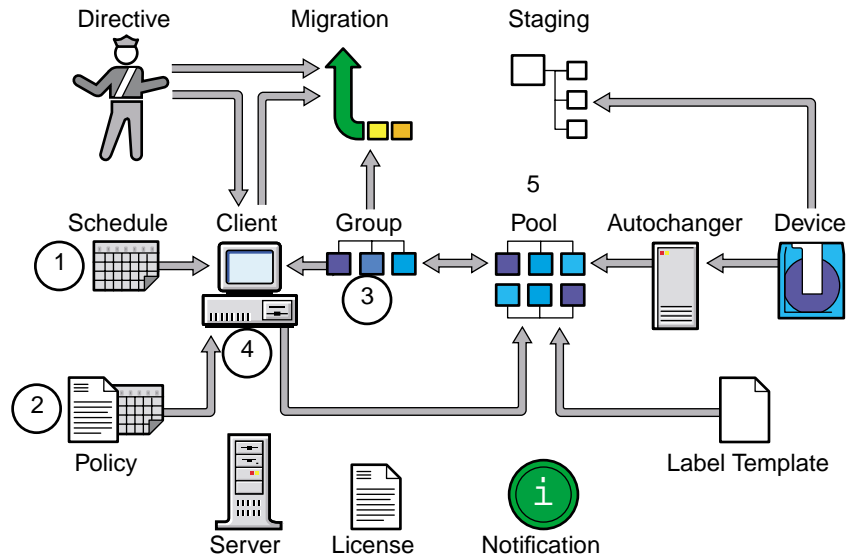 Directive
Migration
Staging
5
Schedule
Client
Group
Pool
Autochanger
Device
1
3
4
2
Policy
Label Template
i
Server
License
Notification